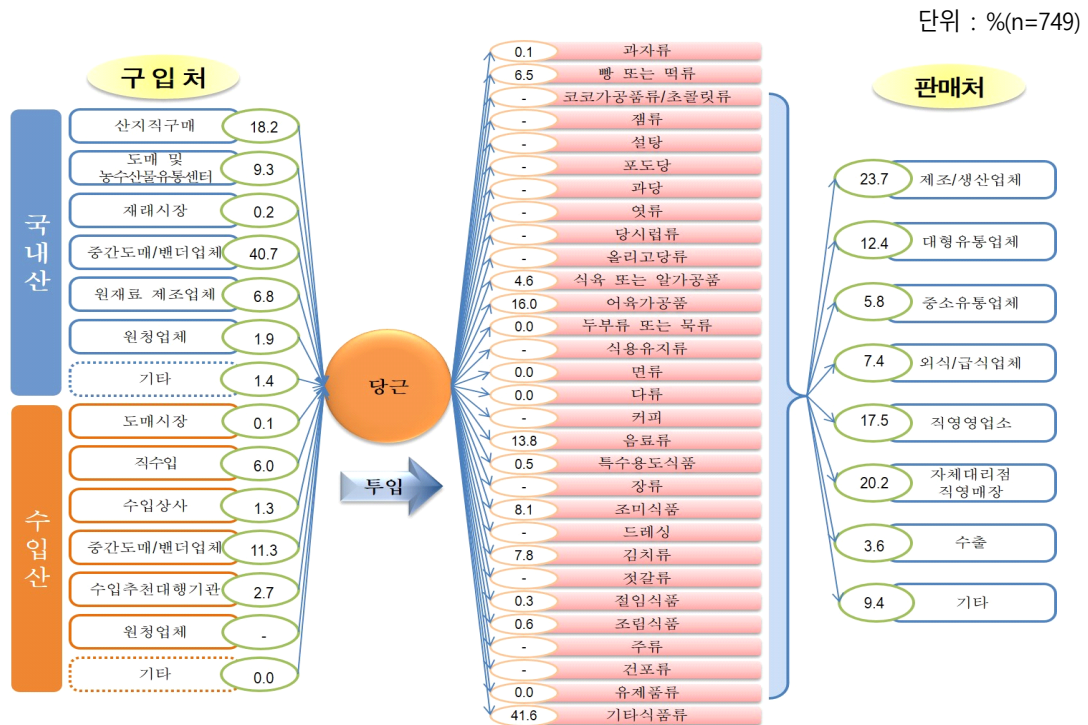 단위 : %(n=749)
구입처
국내산
산지직구매 18.2
도매 및
농수산물유통센터 9.3
재래시장 0.2
중간도매/밴더업체 40.7
원재료 제조업체 6.8
원청업체 1.9
기타 1.4
수입산
도매시장 0.1
직수입 6.0
수입상사 1.3
중간도매/밴더업체 11.3
수입추천대행기관 2.7
원청업체 -
기타 0.0
당근
투입
0.1 과자류
6.5 빵 또는 떡류
- 코코가공품류/초콜릿류
- 잼류
- 설탕
- 포도당
- 과당
- 엿류
- 당시럽류
- 올리고당류
4.6 식육 또는 알가공품
16.0 어육가공품
0.0 두부류 또는 묵류
- 식용유지류
0.0 면류
0.0 다류
- 커피
13.8 음료류
0.5 특수용도식품
- 장류
8.1 조미식품
- 드레싱
7.8 김치류
- 젓갈류
0.3 절임식품
0.6 조림식품
- 주류
- 건포류
0.0 유제품류
41.6 기타식품류
판매처
23.7 제조/생산업체
12.4 대형유통업체
5.8 중소유통업체
7.4 외식/급식업체
17.5 직영영업소
20.2 자체대리점
직영매장
3.6 수출
9.4 기타